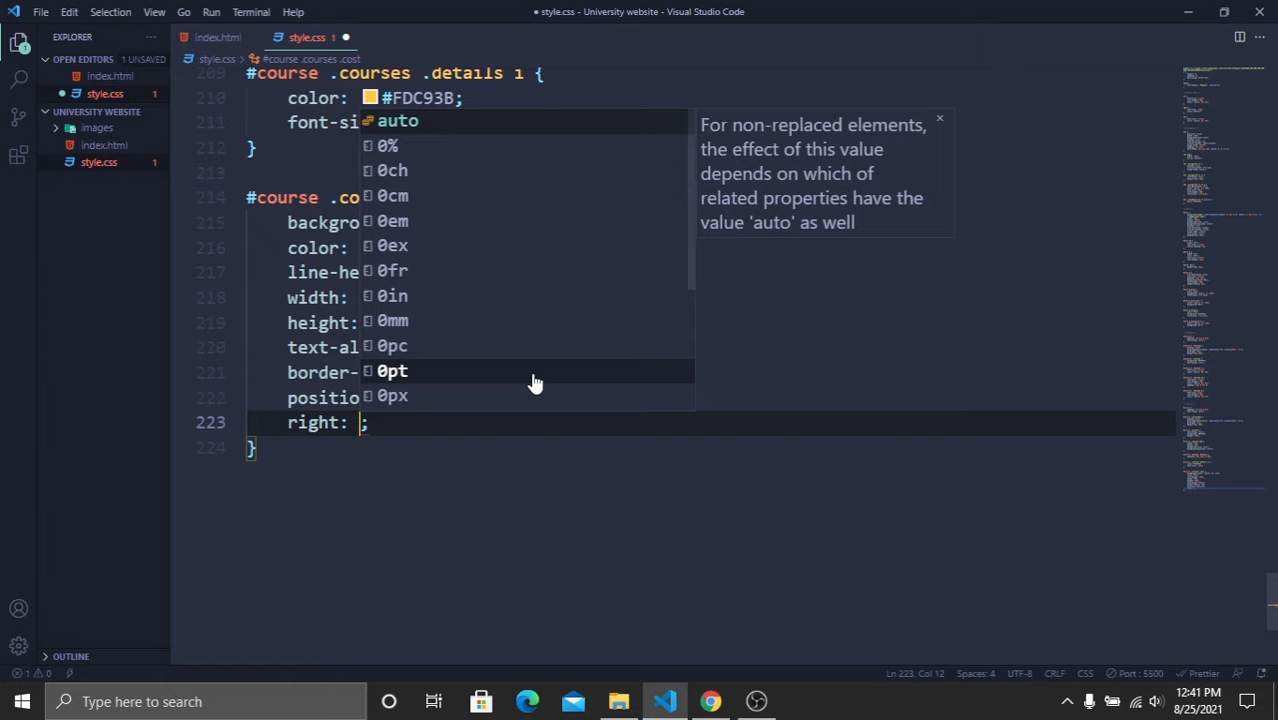 File Edit Selection View Go Run Terminal Help
● style.css - University website - Visual Studio Code
EXPLORER
OPEN EDITORS 1 UNSAVED
index.html
style.css 1
UNIVERSITY WEBSITE
images
index.html
style.css 1
OUTLINE
index.html style.css 1
style.css > #course .courses .cost
209 #course .courses .details i {
210 color: #FDC93B;
211 font-si
212 }
213
214 #course .co
215 backgro
216 color:
217 line-he
218 width:
219 height:
220 text-al
221 border-
222 positio
223 right: ;
224 }
auto
0%
0ch
0cm
0em
0ex
0fr
0in
0mm
0pc
0pt
0px
For non-replaced elements,
the effect of this value
depends on which of
related properties have the
value 'auto' as well
1 0
Ln 223, Col 12 Spaces: 4 UTF-8 CRLF CSS Port : 5500 Prettier
Type here to search
12:41 PM
8/25/2021